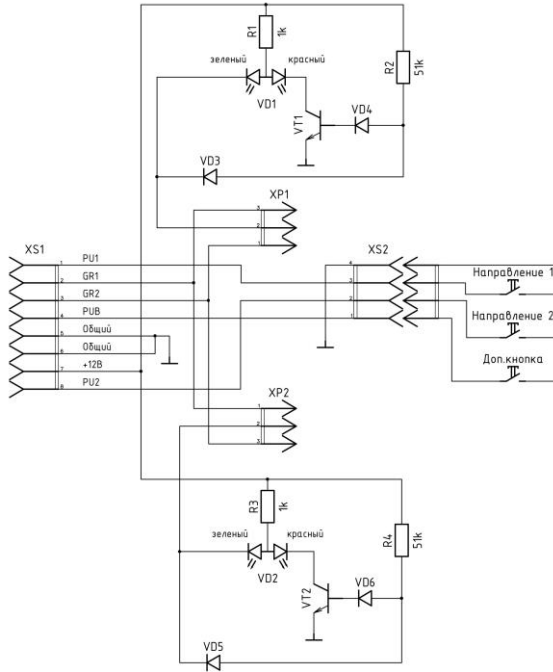 R1
1k
R2
51k
зеленый
красный
VD1
VT1
VD4
VD3
XP1
3
2
1
XS1
1
PU1
2
GR1
3
GR2
4
PUB
5
Общий
6
Общий
7
+12В
8
PU2
XS2
4
3
2
1
Направление 1
Направление 2
Доп.кнопка
XP2
1
2
3
R3
1k
R4
51k
зеленый
красный
VD2
VT2
VD6
VD5